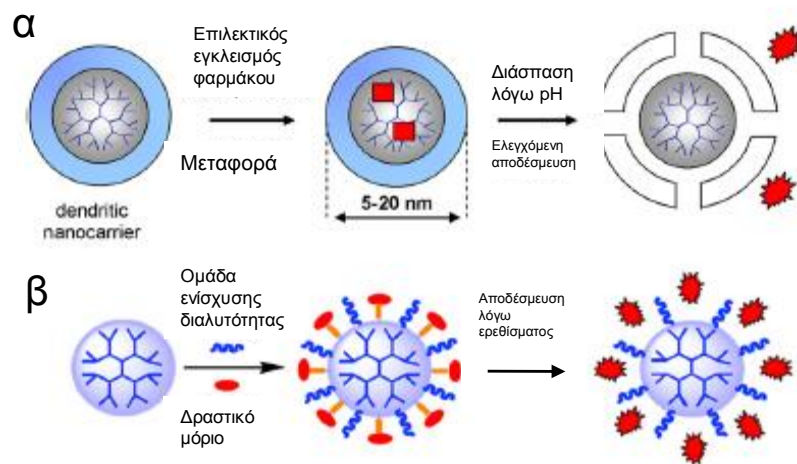 α
Επιλεκτικός
εγκλεισμός
φαρμάκου
Μεταφορά
dendritic
nanocarrier
5-20 nm
Διάσπαση
λόγω pH
Ελεγχόμενη
αποδέσμευση
β
Ομάδα
ενίσχυσης
διαλυτότητας
Δραστικό
μόριο
Αποδέσμευση
λόγω
ερεθίσματος